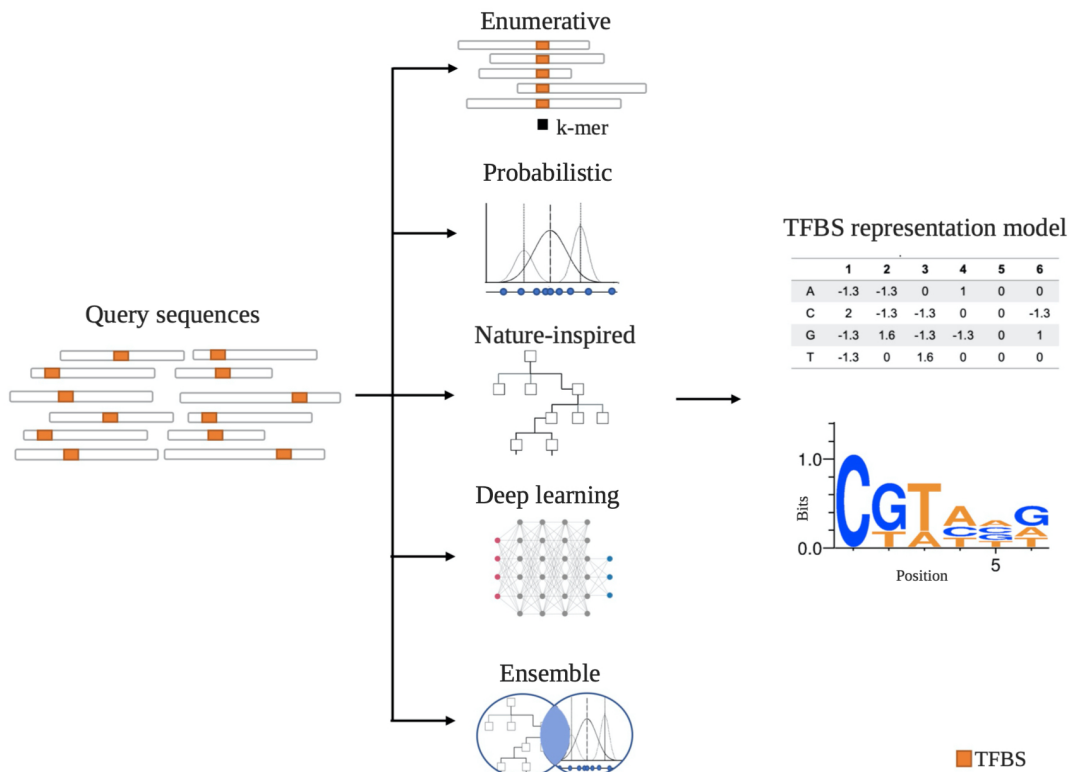 Enumerative
k-mer
Probabilistic
Nature-inspired
Deep learning
Ensemble
Query sequences
TFBS representation model
1 2 3 4 5 6
A -1.3 -1.3 0 1 0 0
C 2 -1.3 -1.3 0 0 -1.3
G -1.3 1.6 -1.3 -1.3 0 1
T -1.3 0 1.6 0 0 0
1.0
Bits
0.0
C G T A A G
T A C C A
T G T
T
5
Position
TFBS